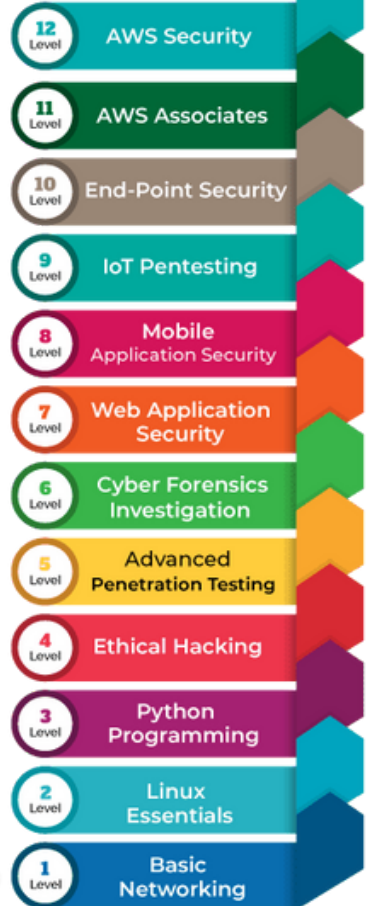 12
Level
AWS Security
11
Level
AWS Associates
10
Level
End-Point Security
9
Level
IoT Pentesting
8
Level
Mobile
Application Security
7
Level
Web Application
Security
6
Level
Cyber Forensics
Investigation
5
Level
Advanced
Penetration Testing
4
Level
Ethical Hacking
3
Level
Python
Programming
2
Level
Linux
Essentials
1
Level
Basic
Networking